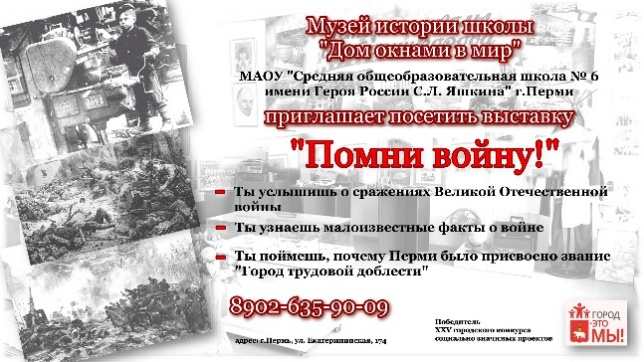 Музей истории школы
"Дом окнами в мир"
МАОУ "Средняя общеобразовательная школа № 6
имени Героя России С.Л. Яшкина" г.Перми
приглашает посетить выставку
"Помни войну!"
Ты услышишь о сражениях Великой Отечественной
войны
Ты узнаешь малоизвестные факты о войне
Ты поймешь, почему Перми было присвоено звание
"Город трудовой доблести"
8902-635-90-09
адрес: г.Пермь, ул. Екатерининская, 174
Победитель
XXV городского конкурса
социально значимых проектов
ГОРОД
-ЭТО
МЫ!